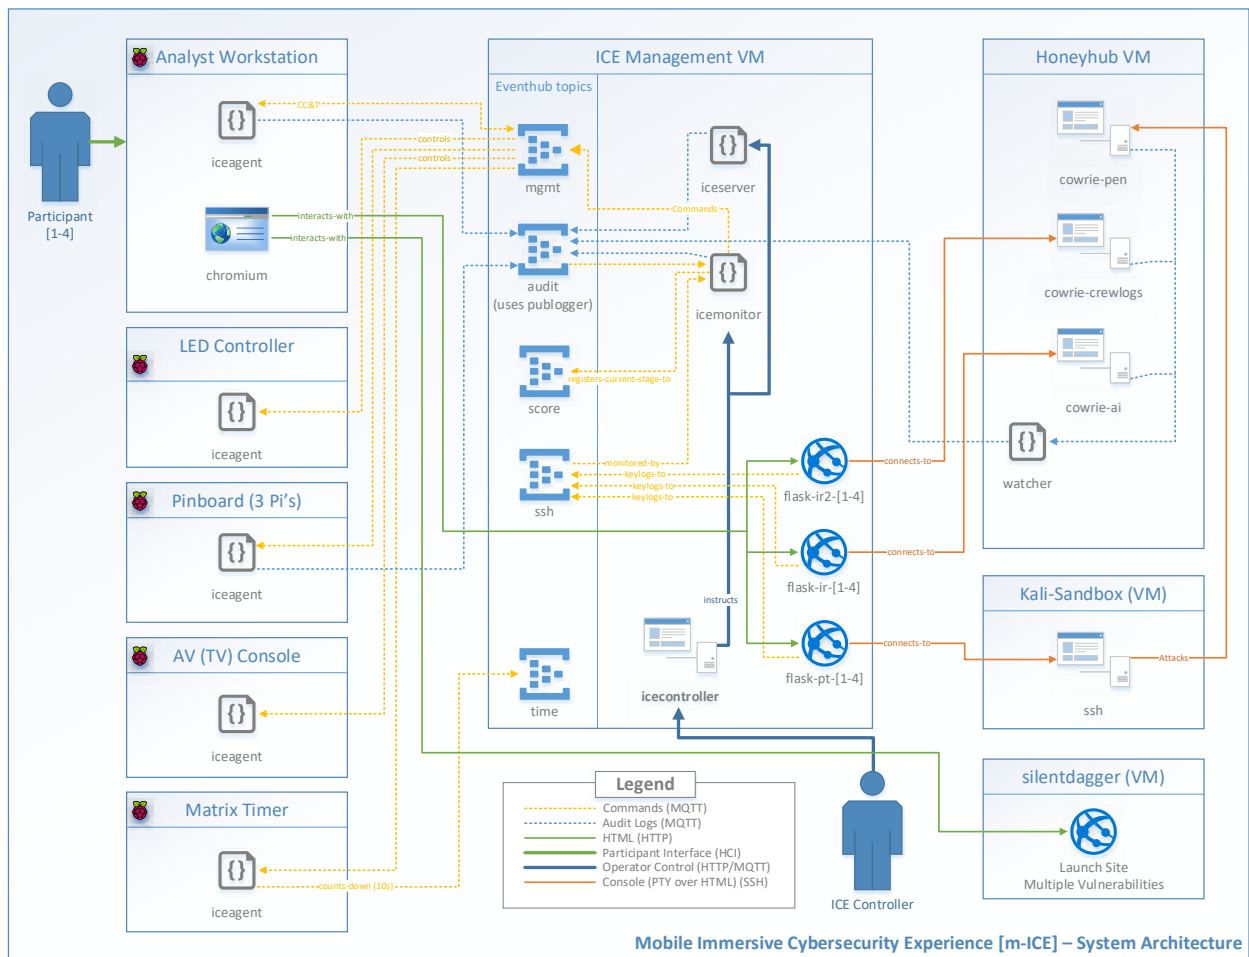 Analyst Workstation
iceagent
chromium
Participant
[1-4]
CC&T
controls
controls
interacts-with
interacts-with
LED Controller
iceagent
Pinboard (3 Pi's)
iceagent
AV (TV) Console
iceagent
Matrix Timer
iceagent
counts-down (10s)
ICE Management VM
Eventhub topics
mgmt
audit
(uses publogger)
score
ssh
time
iceserver
Commands
icemonitor
registers-current-stage-to
monitored-by
keylogs-to
keylogs-to
keylogs-to
flask-ir2-[1-4]
flask-ir-[1-4]
flask-pt-[1-4]
instructs
icecontroller
connects-to
connects-to
connects-to
Honeyhub VM
cowrie-pen
cowrie-crewlogs
cowrie-ai
watcher
Kali-Sandbox (VM)
ssh
Attacks
silentdagger (VM)
Launch Site
Multiple Vulnerabilities
Legend
Commands (MQTT)
Audit Logs (MQTT)
HTML (HTTP)
Participant Interface (HCI)
Operator Control (HTTP/MQTT)
Console (PTY over HTML) (SSH)
ICE Controller
Mobile Immersive Cybersecurity Experience [m-ICE] – System Architecture